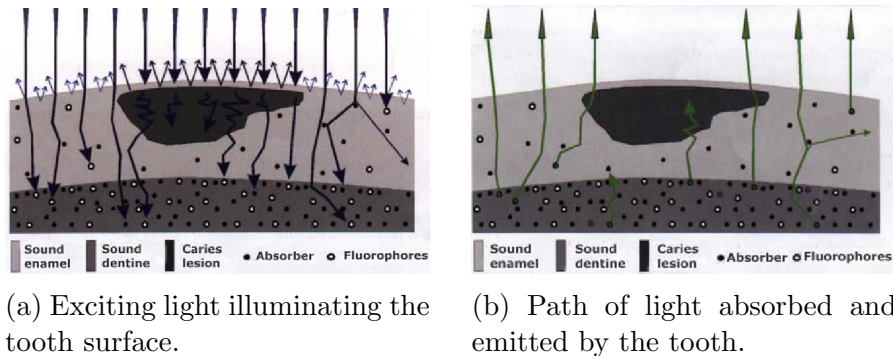 Sound enamel
Sound dentine
Caries lesion
Absorber
Fluorophores
Sound enamel
Sound dentine
Caries lesion
Absorber
Fluorophores
(a) Exciting light illuminating the
tooth surface.
(b) Path of light absorbed and
emitted by the tooth.